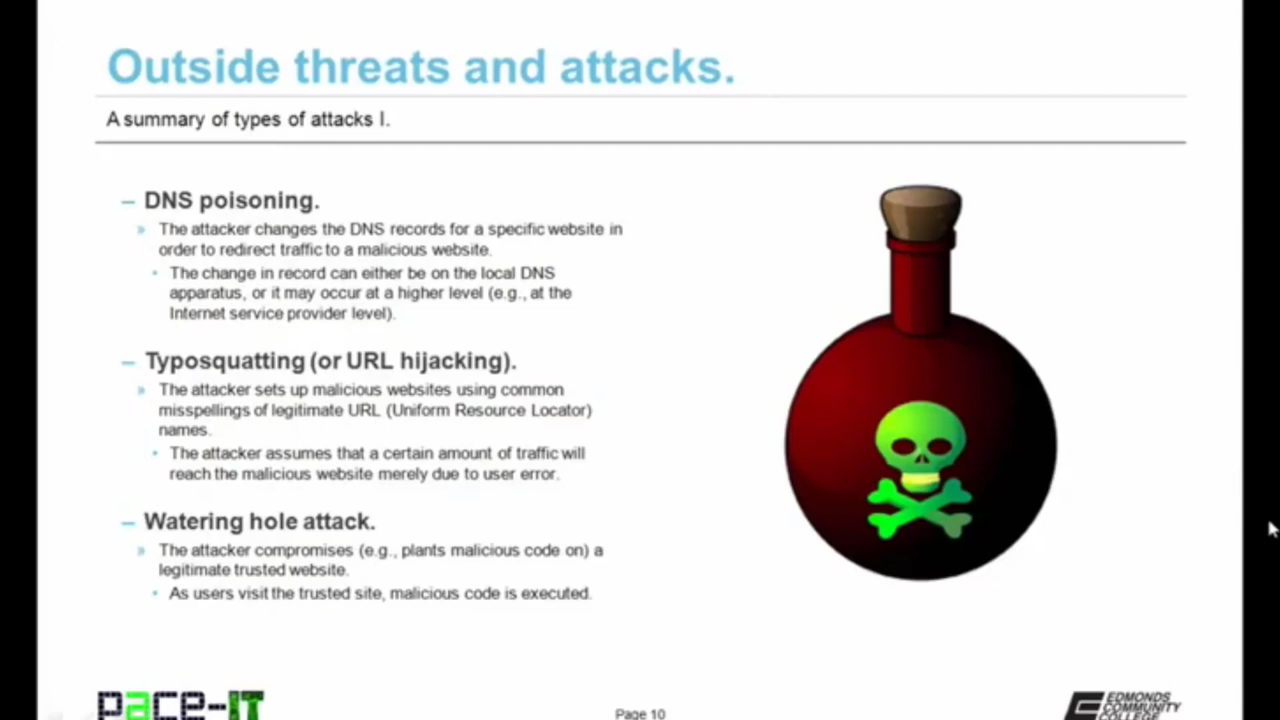 Outside threats and attacks.
A summary of types of attacks I.
– DNS poisoning.
» The attacker changes the DNS records for a specific website in
order to redirect traffic to a malicious website.
• The change in record can either be on the local DNS
apparatus, or it may occur at a higher level (e.g., at the
Internet service provider level).
– Typosquatting (or URL hijacking).
» The attacker sets up malicious websites using common
misspellings of legitimate URL (Uniform Resource Locator)
names.
• The attacker assumes that a certain amount of traffic will
reach the malicious website merely due to user error.
– Watering hole attack.
» The attacker compromises (e.g., plants malicious code on) a
legitimate trusted website.
• As users visit the trusted site, malicious code is executed.
pace-IT
Page 10
EDMONDS
COMMUNITY
COLLEGE